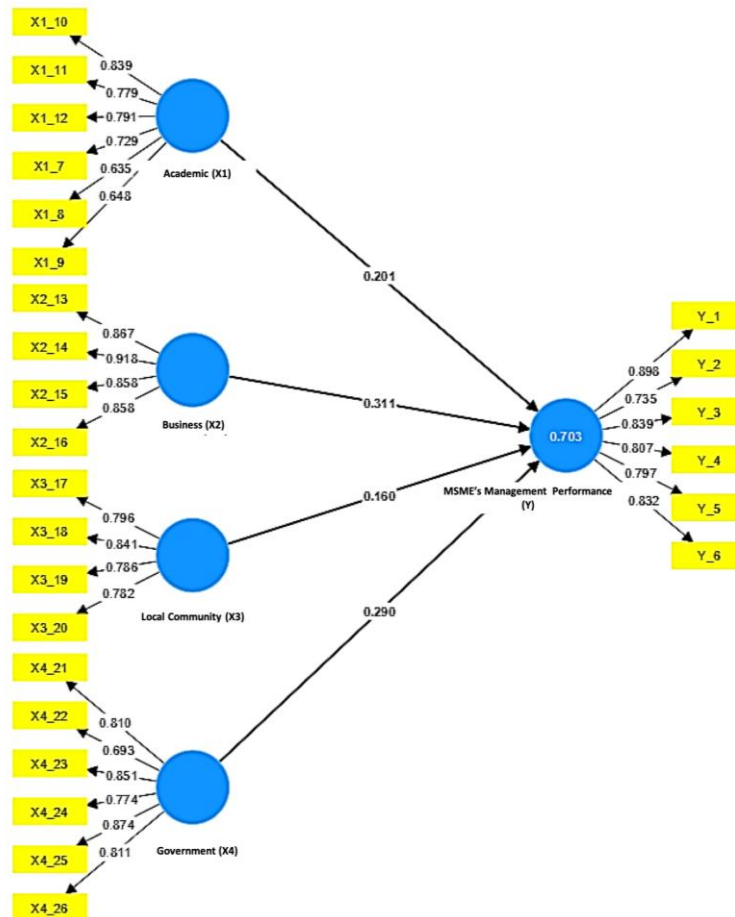 X1_10
0.839
X1_11
0.779
X1_12
0.791
0.729
X1_7
0.635
X1_8
0.648
X1_9
Academic (X1)
0.201
X2_13
0.867
X2_14
0.918
X2_15
0.858
0.858
X2_16
Business (X2)
0.311
X3_17
0.796
X3_18
0.841
X3_19
0.786
0.782
X3_20
Local Community (X3)
0.160
X4_21
0.810
X4_22
0.693
X4_23
0.851
X4_24
0.774
0.874
X4_25
0.811
X4_26
Government (X4)
0.290
0.703
MSME's Management Performance
(Y)
Y_1
0.898
Y_2
0.735
Y_3
0.839
0.807
Y_4
0.797
Y_5
0.832
Y_6